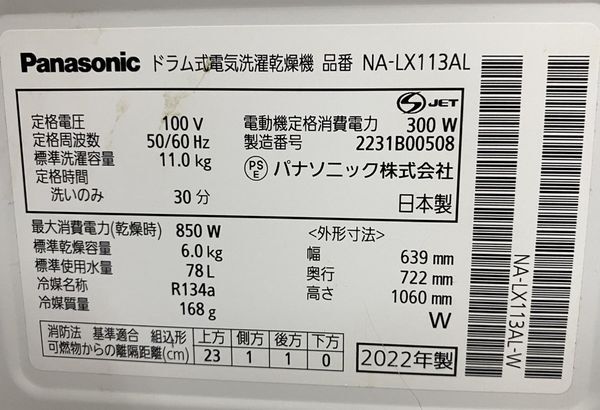 Panasonic ドラム式電気洗濯乾燥機 品番 NA-LX113AL
S JET
定格電圧 100 V 電動機定格消費電力 300 W
定格周波数 50/60 Hz 製造番号 2231B00508
標準洗濯容量 11.0 kg PSE パナソニック株式会社
定格時間
洗いのみ 30 分 日本製
最大消費電力(乾燥時) 850 W <外形寸法>
標準乾燥容量 6.0 kg 幅 639 mm
標準使用水量 78 L 奥行 722 mm
冷媒名称 R134a 高さ 1060 mm
冷媒質量 168 g W
消防法 基準適合 組込形 上方 側方 後方 下方
可燃物からの離隔距離(cm) 23 1 1 0
2022年製
NA-LX113AL-W